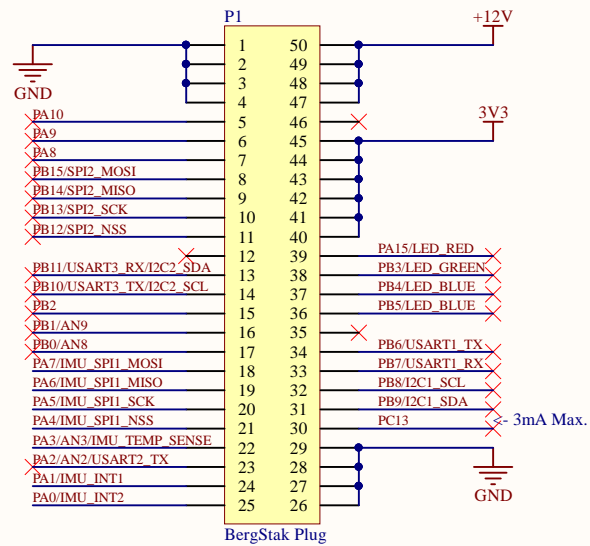 P1
+12V
1 50
2 49
3 48
GND 4 47
PA10 5 46
PA9 6 45 3V3
PA8 7 44
PB15/SPI2_MOSI 8 43
PB14/SPI2_MISO 9 42
PB13/SPI2_SCK 10 41
PB12/SPI2_NSS 11 40
12 39 PA15/LED_RED
PB11/USART3_RX/I2C2_SDA 13 38 PB3/LED_GREEN
PB10/USART3_TX/I2C2_SCL 14 37 PB4/LED_BLUE
PB2 15 36 PB5/LED_BLUE
PB1/AN9 16 35
PB0/AN8 17 34 PB6/USART1_TX
PA7/IMU_SPI1_MOSI 18 33 PB7/USART1_RX
PA6/IMU_SPI1_MISO 19 32 PB8/I2C1_SCL
PA5/IMU_SPI1_SCK 20 31 PB9/I2C1_SDA
PA4/IMU_SPI1_NSS 21 30 PC13 <- 3mA Max.
PA3/AN3/IMU_TEMP_SENSE 22 29
PA2/AN2/USART2_TX 23 28
PA1/IMU_INT1 24 27 GND
PA0/IMU_INT2 25 26
BergStak Plug